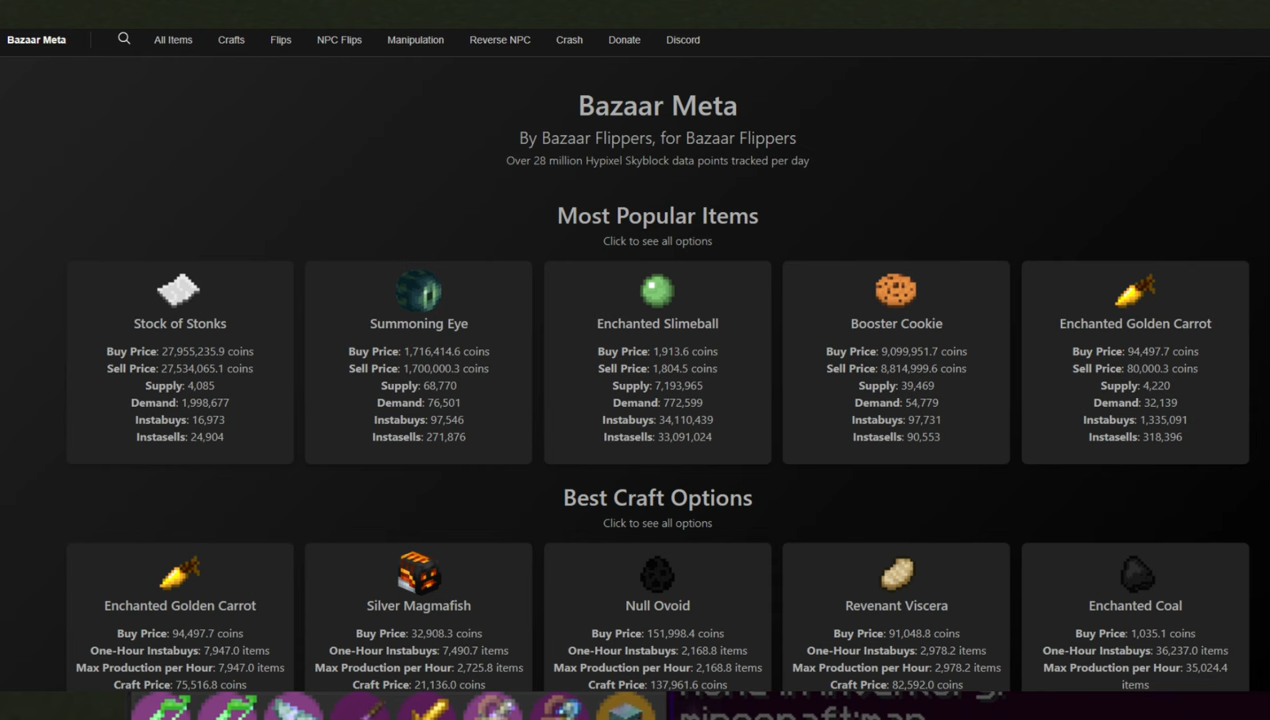 Bazaar Meta
All Items
Crafts
Flips
NPC Flips
Manipulation
Reverse NPC
Crash
Donate
Discord
Bazaar Meta
By Bazaar Flippers, for Bazaar Flippers
Over 28 million Hypixel Skyblock data points tracked per day
Most Popular Items
Click to see all options
Stock of Stonks
Buy Price: 27,955,235.9 coins
Sell Price: 27,534,065.1 coins
Supply: 4,085
Demand: 1,998,677
Instabuys: 16,973
Instasells: 24,904
Summoning Eye
Buy Price: 1,716,414.6 coins
Sell Price: 1,700,000.3 coins
Supply: 68,770
Demand: 76,501
Instabuys: 97,546
Instasells: 271,876
Enchanted Slimeball
Buy Price: 1,913.6 coins
Sell Price: 1,804.5 coins
Supply: 7,193,965
Demand: 772,599
Instabuys: 34,110,439
Instasells: 33,091,024
Booster Cookie
Buy Price: 9,099,951.7 coins
Sell Price: 8,814,999.6 coins
Supply: 39,469
Demand: 54,779
Instabuys: 97,731
Instasells: 90,553
Enchanted Golden Carrot
Buy Price: 94,497.7 coins
Sell Price: 80,000.3 coins
Supply: 4,220
Demand: 32,139
Instabuys: 1,335,091
Instasells: 318,396
Best Craft Options
Click to see all options
Enchanted Golden Carrot
Buy Price: 94,497.7 coins
One-Hour Instabuys: 7,947.0 items
Max Production per Hour: 7,947.0 items
Craft Price: 75,516.8 coins
Silver Magmafish
Buy Price: 32,908.3 coins
One-Hour Instabuys: 7,490.7 items
Max Production per Hour: 2,725.8 items
Craft Price: 21,136.0 coins
Null Ovoid
Buy Price: 151,998.4 coins
One-Hour Instabuys: 2,168.8 items
Max Production per Hour: 2,168.8 items
Craft Price: 137,961.6 coins
Revenant Viscera
Buy Price: 91,048.8 coins
One-Hour Instabuys: 2,978.2 items
Max Production per Hour: 2,978.2 items
Craft Price: 82,592.0 coins
Enchanted Coal
Buy Price: 1,035.1 coins
One-Hour Instabuys: 36,237.0 items
Max Production per Hour: 35,024.4
items